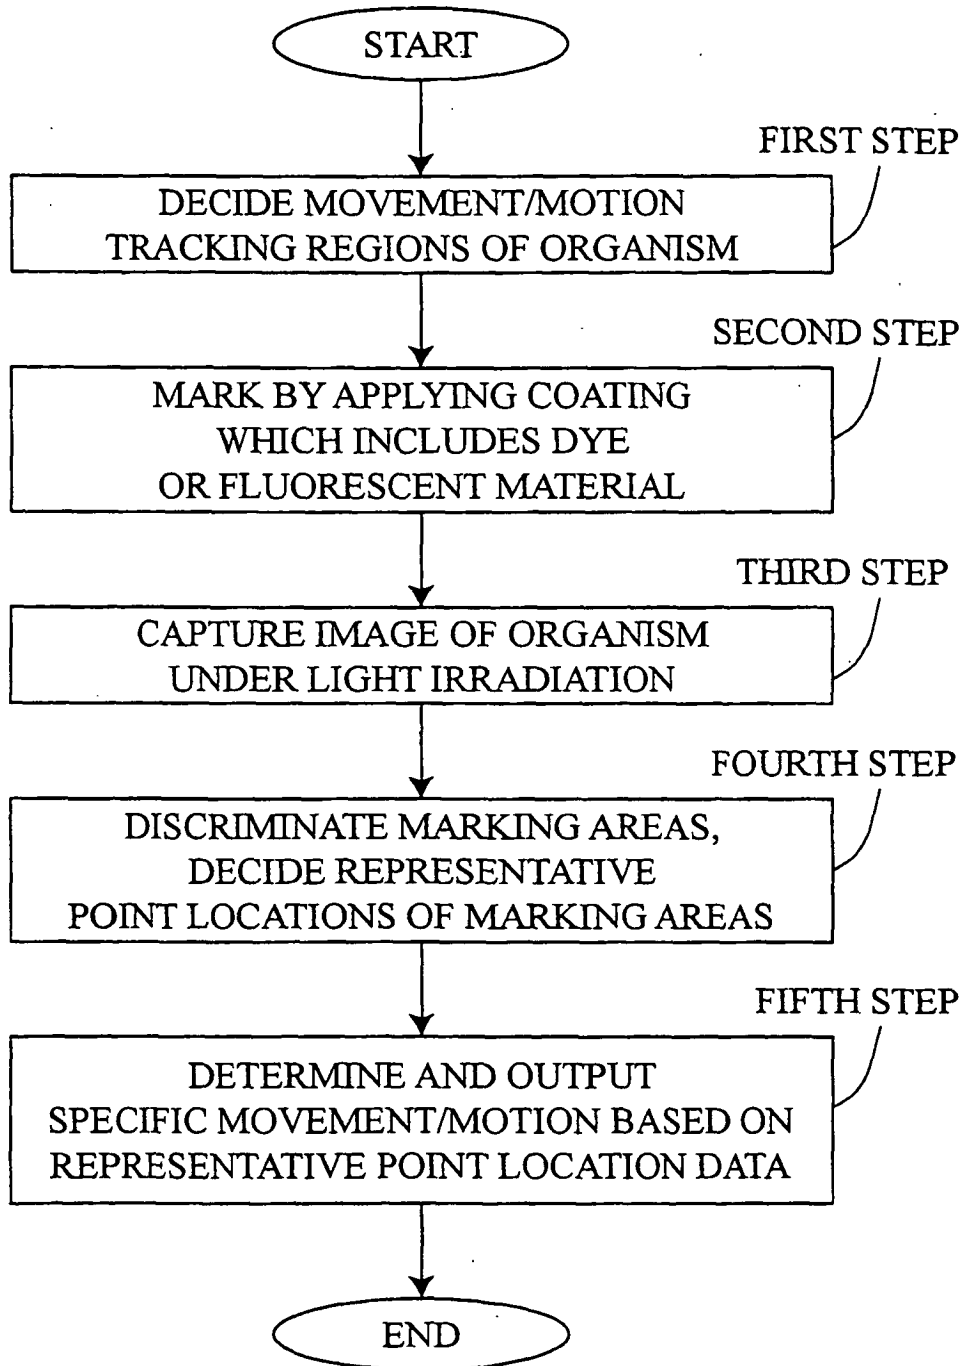 START
FIRST STEP
DECIDE MOVEMENT/MOTION
TRACKING REGIONS OF ORGANISM
SECOND STEP
MARK BY APPLYING COATING
WHICH INCLUDES DYE
OR FLUORESCENT MATERIAL
THIRD STEP
CAPTURE IMAGE OF ORGANISM
UNDER LIGHT IRRADIATION
FOURTH STEP
DISCRIMINATE MARKING AREAS,
DECIDE REPRESENTATIVE
POINT LOCATIONS OF MARKING AREAS
FIFTH STEP
DETERMINE AND OUTPUT
SPECIFIC MOVEMENT/MOTION BASED ON
REPRESENTATIVE POINT LOCATION DATA
END